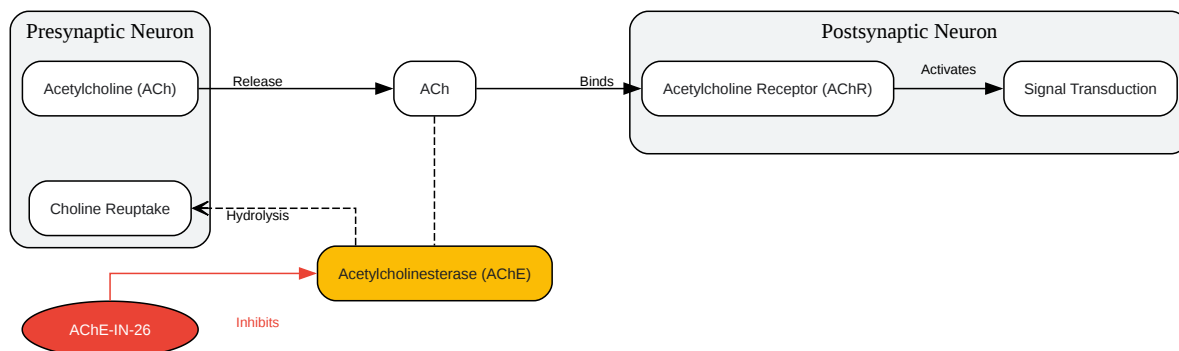 Presynaptic Neuron
Postsynaptic Neuron
Acetylcholine (ACh)
Release
ACh
Binds
Acetylcholine Receptor (AChR)
Activates
Signal Transduction
Choline Reuptake
Hydrolysis
Acetylcholinesterase (AChE)
AChE-IN-26
Inhibits